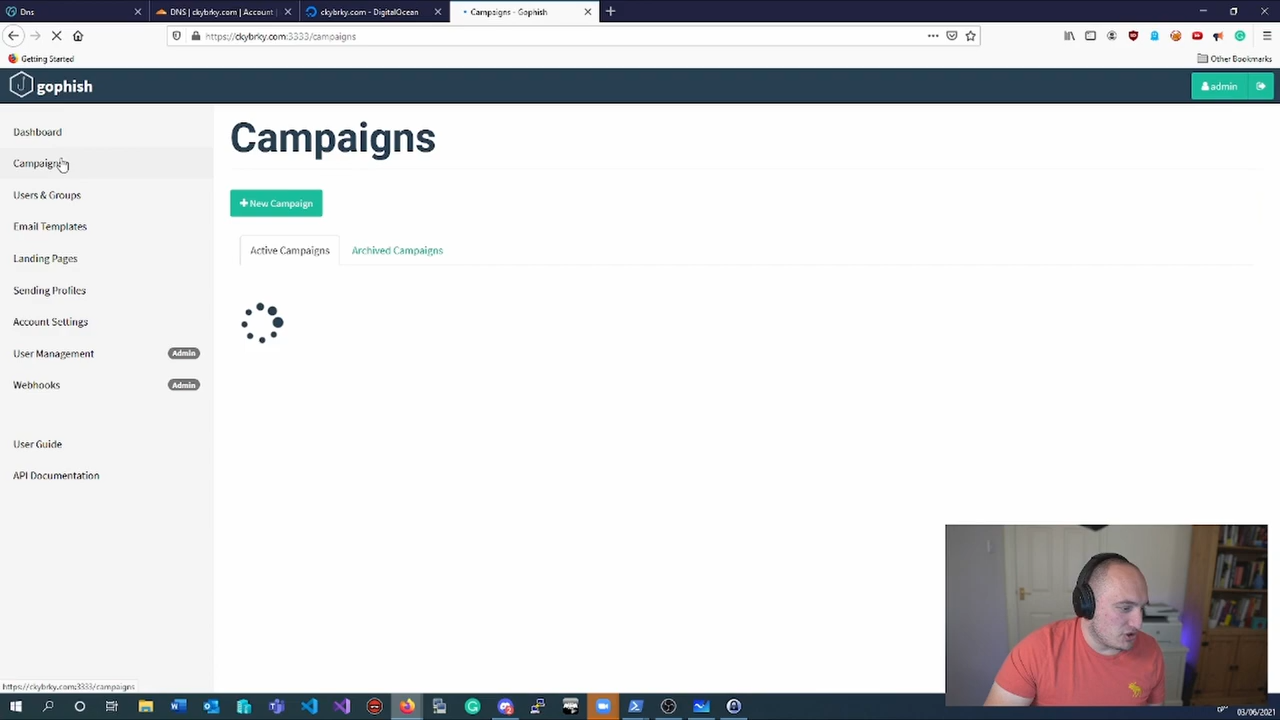 Dns
DNS | ckybrky.com | Account
ckybrky.com - DigitalOcean
Campaigns - Gophish
https://ckybrky.com:3333/campaigns
Getting Started
Other Bookmarks
gophish
admin
Dashboard
Campaigns
Users & Groups
Email Templates
Landing Pages
Sending Profiles
Account Settings
User Management Admin
Webhooks Admin
User Guide
API Documentation
Campaigns
New Campaign
Active Campaigns
Archived Campaigns
https://ckybrky.com:3333/campaigns
03/06/2021